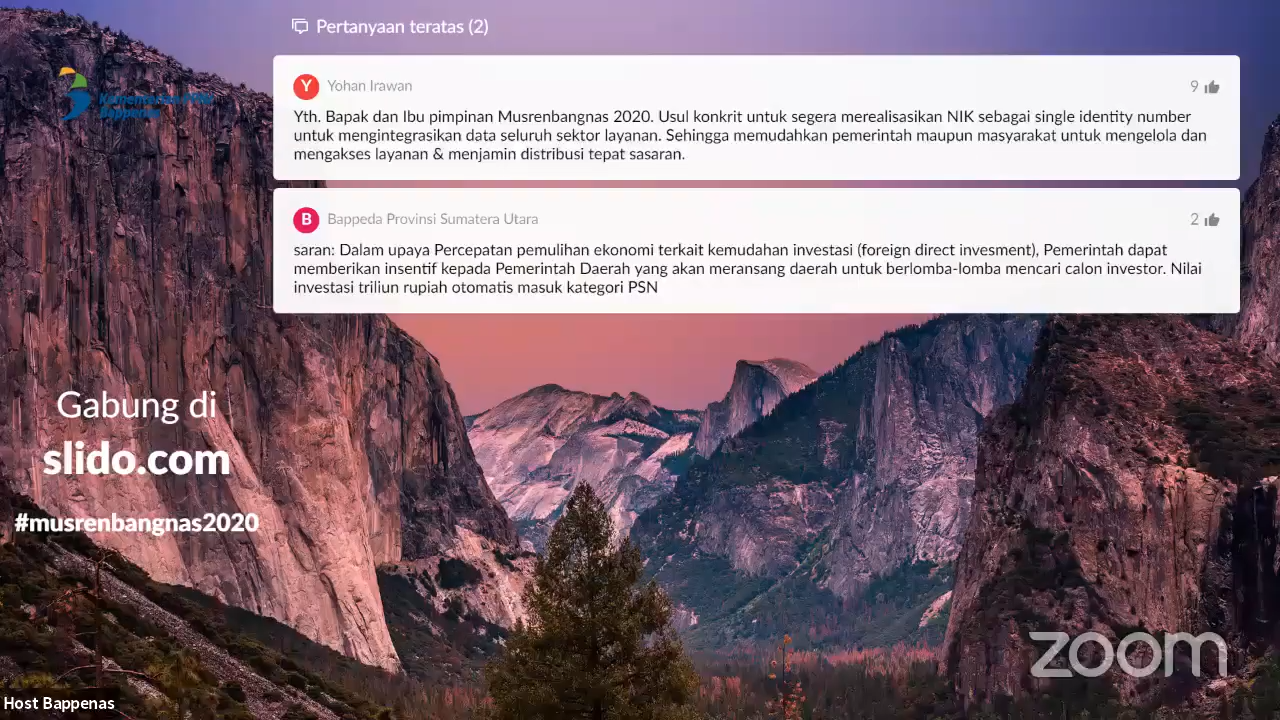 Pertanyaan teratas (2)
Y Yohan Irawan 9
Yth. Bapak dan Ibu pimpinan Musrenbangnas 2020. Usul konkrit untuk segera merealisasikan NIK sebagai single identity number
untuk mengintegrasikan data seluruh sektor layanan. Sehingga memudahkan pemerintah maupun masyarakat untuk mengelola dan
mengakses layanan & menjamin distribusi tepat sasaran.
B Bappeda Provinsi Sumatera Utara 2
saran: Dalam upaya Percepatan pemulihan ekonomi terkait kemudahan investasi (foreign direct invesment), Pemerintah dapat
memberikan insentif kepada Pemerintah Daerah yang akan meransang daerah untuk berlomba-lomba mencari calon investor. Nilai
investasi triliun rupiah otomatis masuk kategori PSN
Kementerian PPN/
Bappenas
Gabung di
slido.com
#musrenbangnas2020
zoom
Host Bappenas